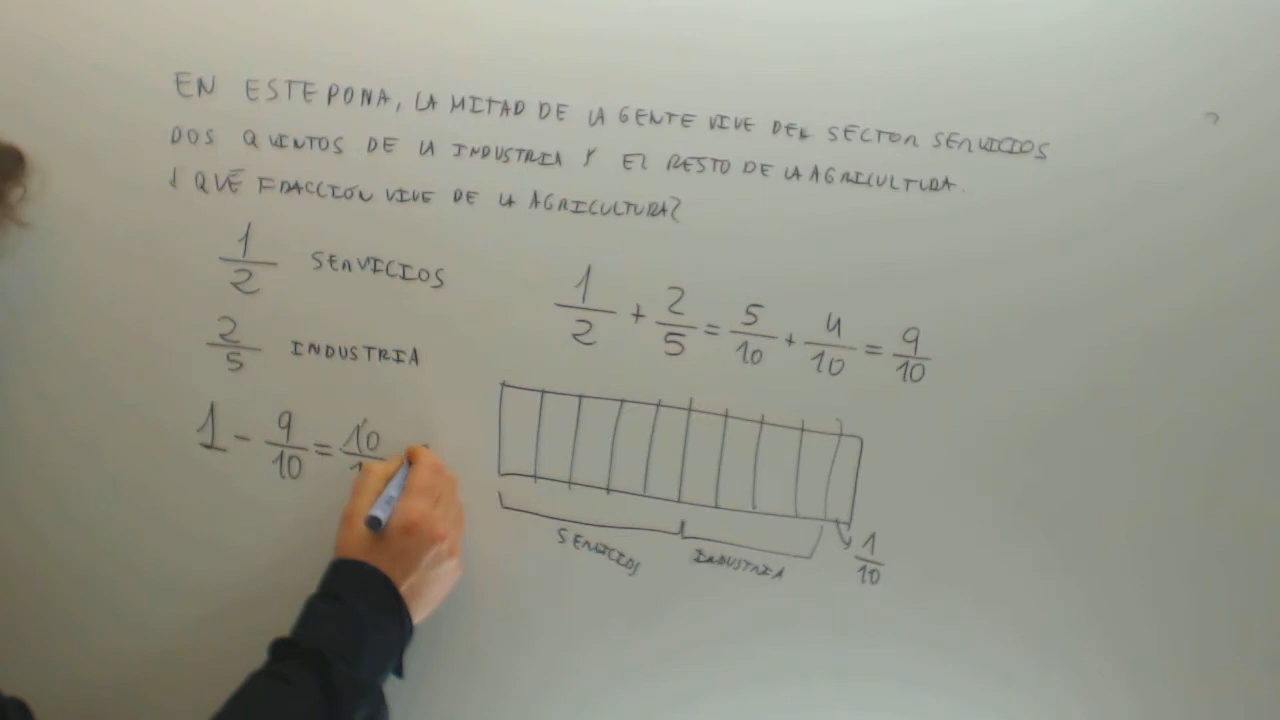 EN ESTEPONA, LA MITAD DE LA GENTE VIVE DEL SECTOR SERVICIOS
DOS QUINTOS DE LA INDUSTRIA Y EL RESTO DE LA AGRICULTURA.
¿QUÉ FRACCIÓN VIVE DE LA AGRICULTURA?
1/2 SERVICIOS
2/5 INDUSTRIA
1 - 9/10 = 10
1/2 + 2/5 = 5/10 + 4/10 = 9/10
SERVICIOS INDUSTRIA 1/10